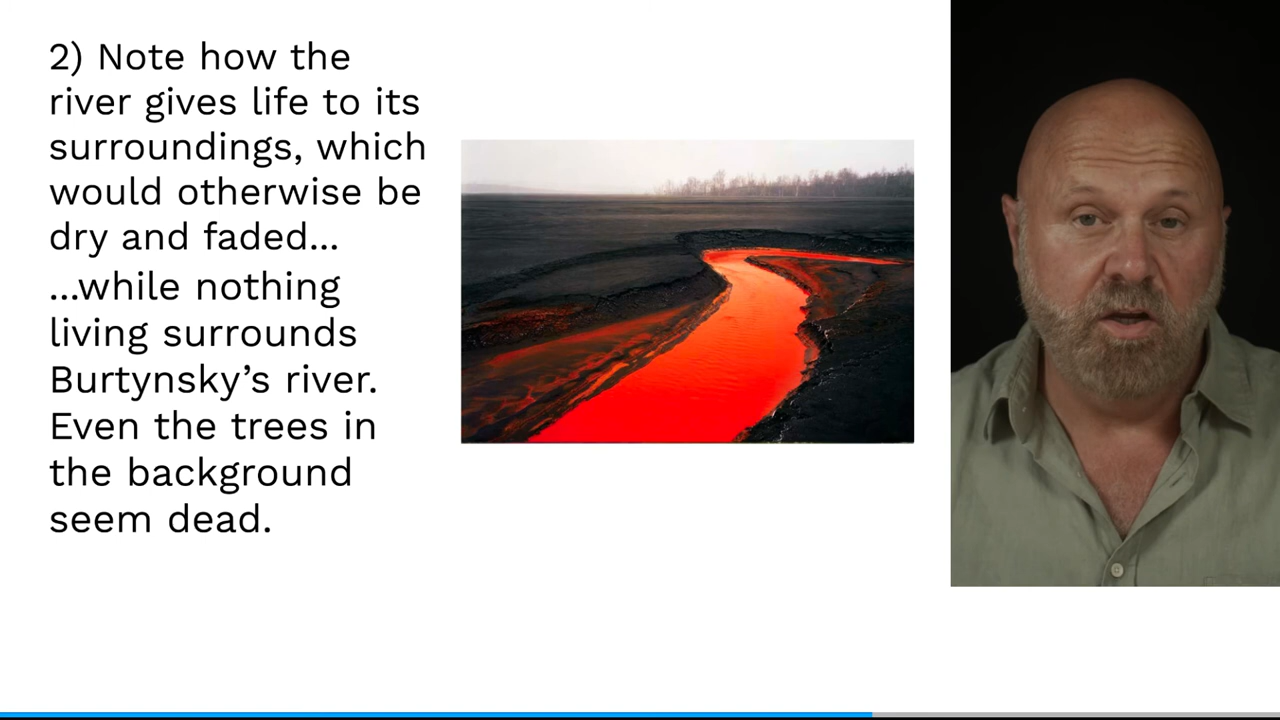 2) Note how the
river gives life to its
surroundings, which
would otherwise be
dry and faded...
...while nothing
living surrounds
Burtynsky’s river.
Even the trees in
the background
seem dead.